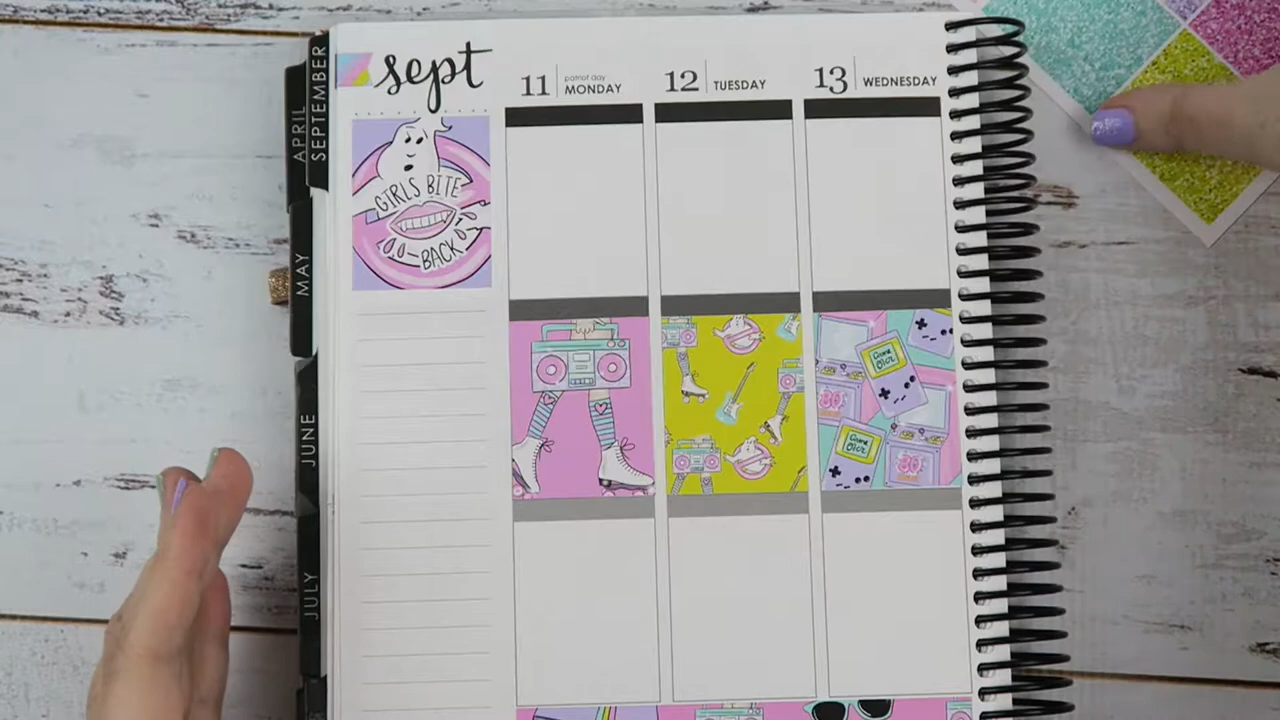 sept
11 patriot day MONDAY
12 TUESDAY
13 WEDNESDAY
APRIL
SEPTEMBER
MAY
JUNE
JULY
GIRLS BITE
BACK
Game
OVER
Game
OVER
80
80